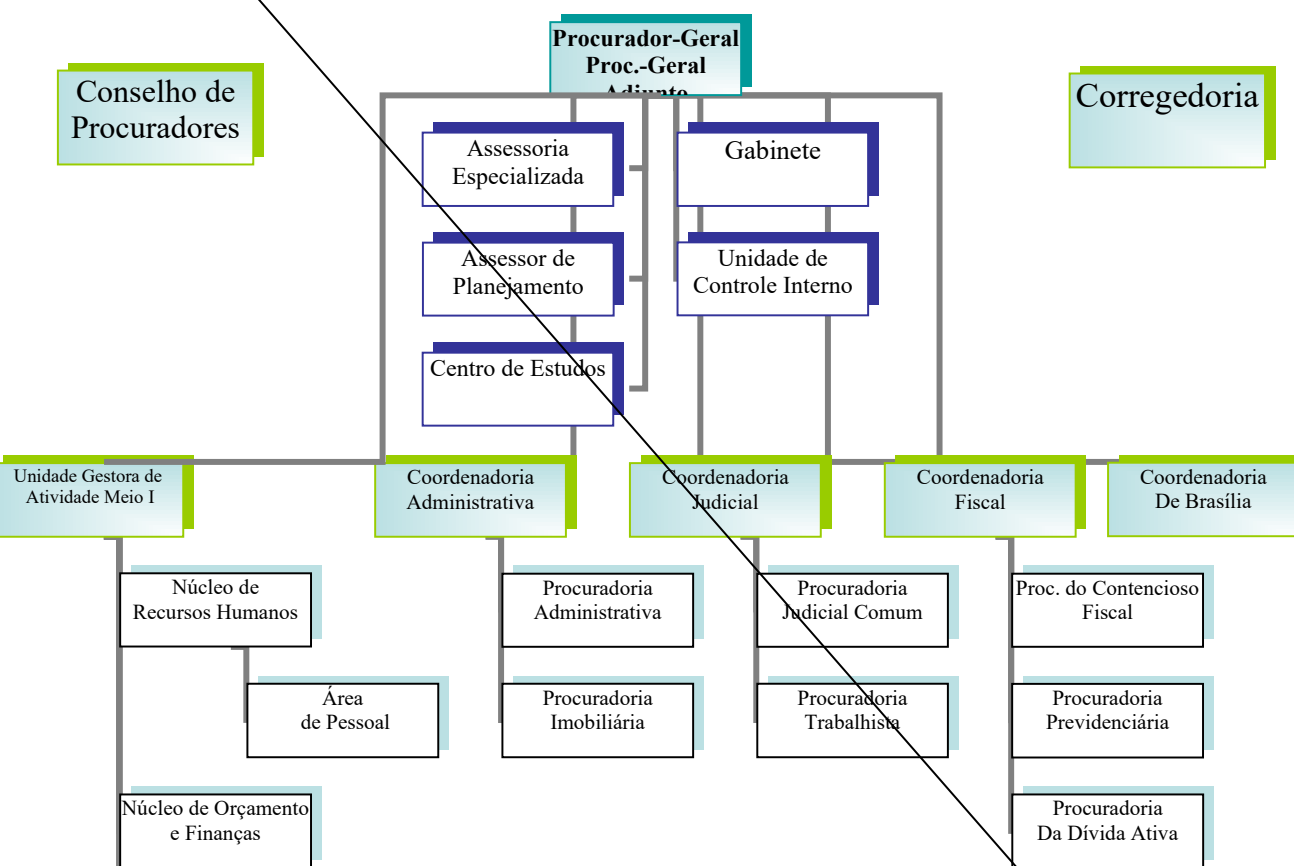 Procurador-Geral
Proc.-Geral
Adjunto
Conselho de
Procuradores
Corregedoria
Assessoria
Especializada
Gabinete
Assessor de
Planejamento
Unidade de
Controle Interno
Centro de Estudos
Unidade Gestora de
Atividade Meio I
Coordenadoria
Administrativa
Coordenadoria
Judicial
Coordenadoria
Fiscal
Coordenadoria
De Brasília
Núcleo de
Recursos Humanos
Procuradoria
Administrativa
Procuradoria
Judicial Comum
Proc. do Contencioso
Fiscal
Área
de Pessoal
Procuradoria
Imobiliária
Procuradoria
Trabalhista
Procuradoria
Previdenciária
Núcleo de Orçamento
e Finanças
Procuradoria
Da Dívida Ativa